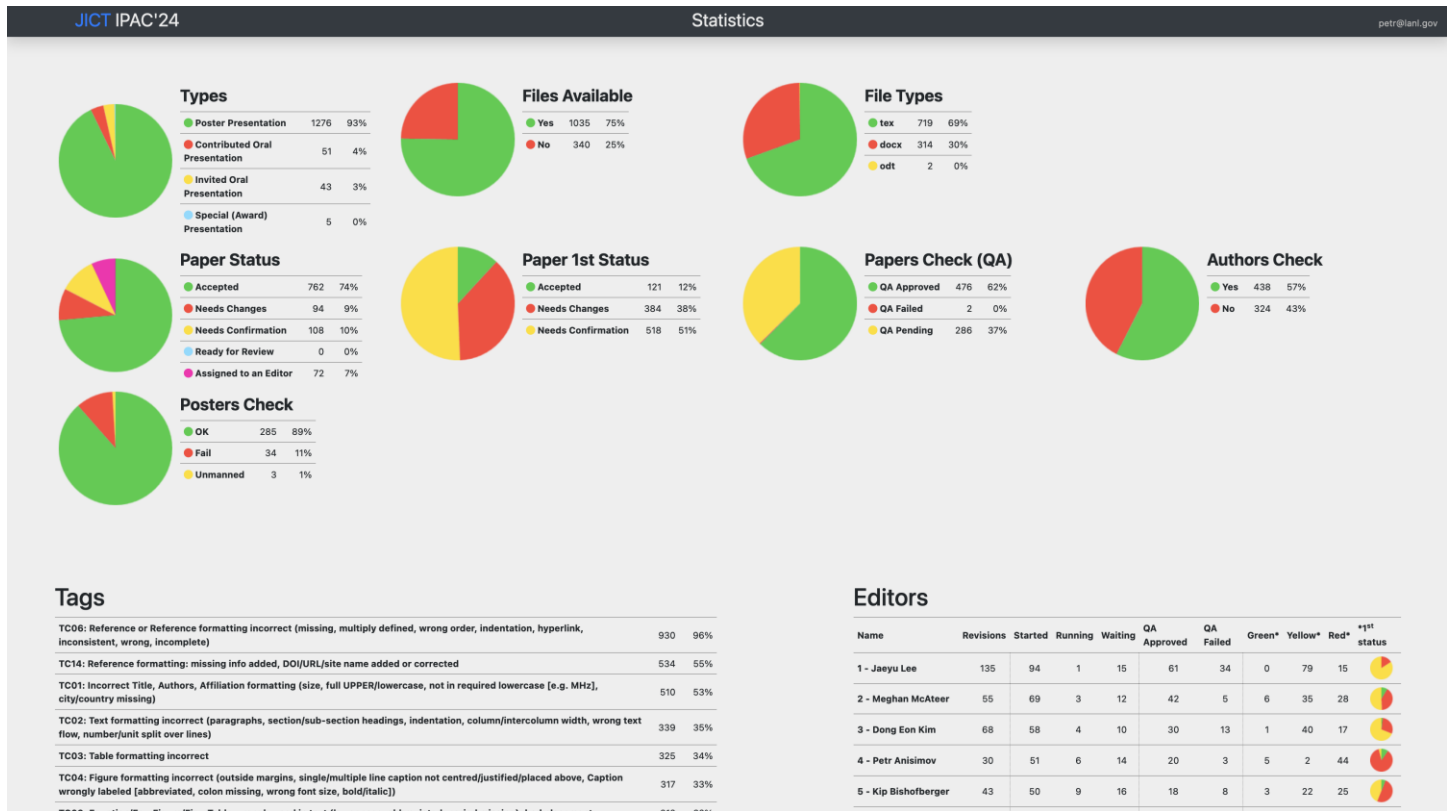 JICT IPAC'24
Statistics
petr@lanl.gov
Types
Poster Presentation 1276 93%
Contributed Oral
Presentation 51 4%
Invited Oral
Presentation 43 3%
Special (Award)
Presentation 5 0%
Files Available
Yes 1035 75%
No 340 25%
File Types
tex 719 69%
docx 314 30%
odt 2 0%
Paper Status
Accepted 762 74%
Needs Changes 94 9%
Needs Confirmation 108 10%
Ready for Review 0 0%
Assigned to an Editor 72 7%
Paper 1st Status
Accepted 121 12%
Needs Changes 384 38%
Needs Confirmation 518 51%
Papers Check (QA)
QA Approved 476 62%
QA Failed 2 0%
QA Pending 286 37%
Authors Check
Yes 438 57%
No 324 43%
Posters Check
OK 285 89%
Fail 34 11%
Unmanned 3 1%
Tags
TC06: Reference or Reference formatting incorrect (missing, multiply defined, wrong order, indentation, hyperlink,
inconsistent, wrong, incomplete) 930 96%
TC14: Reference formatting: missing info added, DOI/URL/site name added or corrected 534 55%
TC01: Incorrect Title, Authors, Affiliation formatting (size, full UPPER/lowercase, not in required lowercase [e.g. MHz],
city/country missing) 510 53%
TC02: Text formatting incorrect (paragraphs, section/sub-section headings, indentation, column/intercolumn width, wrong text
flow, number/unit split over lines) 339 35%
TC03: Table formatting incorrect 325 34%
TC04: Figure formatting incorrect (outside margins, single/multiple line caption not centred/justified/placed above, Caption
wrongly labeled [abbreviated, colon missing, wrong font size, bold/italic]) 317 33%
Editors
Name Revisions Started Running Waiting QA Approved QA Failed Green* Yellow* Red* *1st status
1 - Jaeyu Lee 135 94 1 15 61 34 0 79 15
2 - Meghan McAteer 55 69 3 12 42 5 6 35 28
3 - Dong Eon Kim 68 58 4 10 30 13 1 40 17
4 - Petr Anisimov 30 51 6 14 20 3 5 2 44
5 - Kip Bishofberger 43 50 9 16 18 8 3 22 25